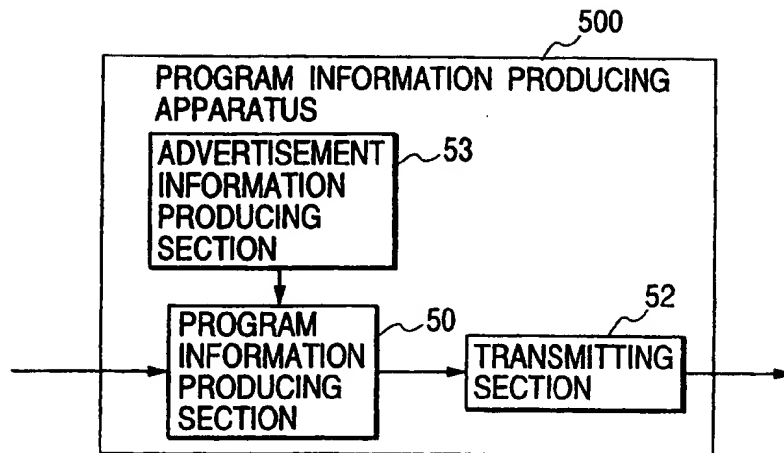 500
PROGRAM INFORMATION PRODUCING
APPARATUS
ADVERTISEMENT
INFORMATION
PRODUCING
SECTION
53
PROGRAM
INFORMATION
PRODUCING
SECTION
50
TRANSMITTING
SECTION
52